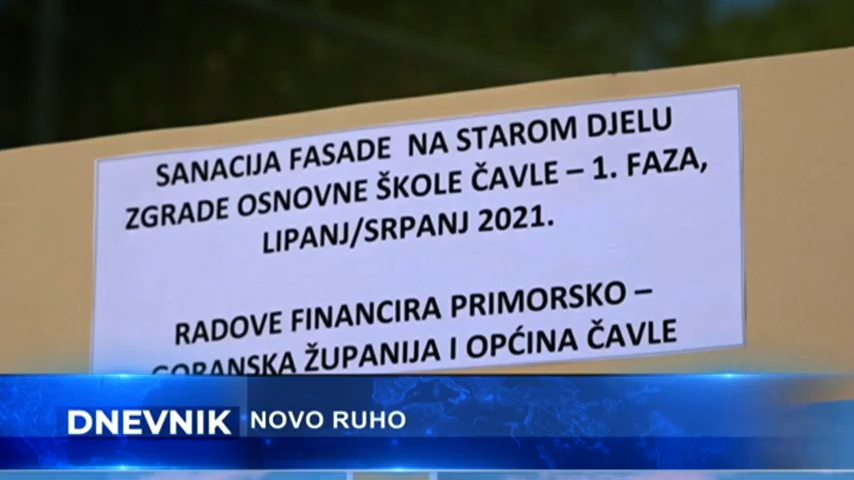 SANACIJA FASADE NA STAROM DJELU
ZGRADE OSNOVNE ŠKOLE ČAVLE – 1. FAZA,
LIPANJ/SRPANJ 2021.
RADOVE FINANCIRA PRIMORSKO –
GORANSKA ŽUPANIJA I OPĆINA ČAVLE
DNEVNIK NOVO RUHO